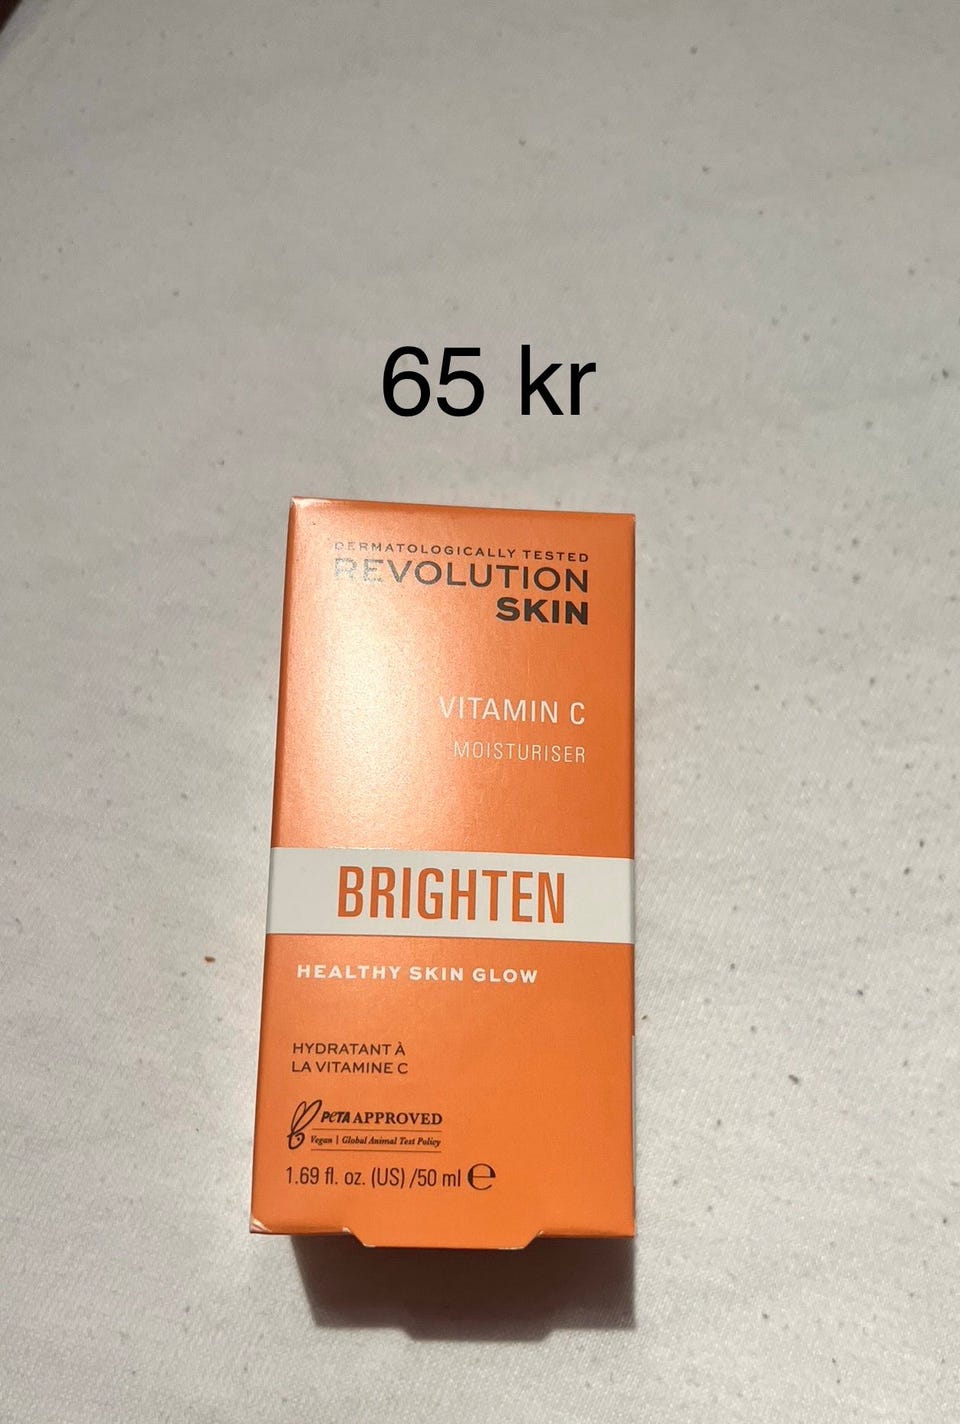 65 kr
DERMATOLOGICALLY TESTED
REVOLUTION
SKIN
VITAMIN C
MOISTURISER
BRIGHTEN
HEALTHY SKIN GLOW
HYDRATANT À
LA VITAMINE C
PETA APPROVED
Vegan | Global Animal Test Policy
1.69 fl. oz. (US) /50 ml ℮